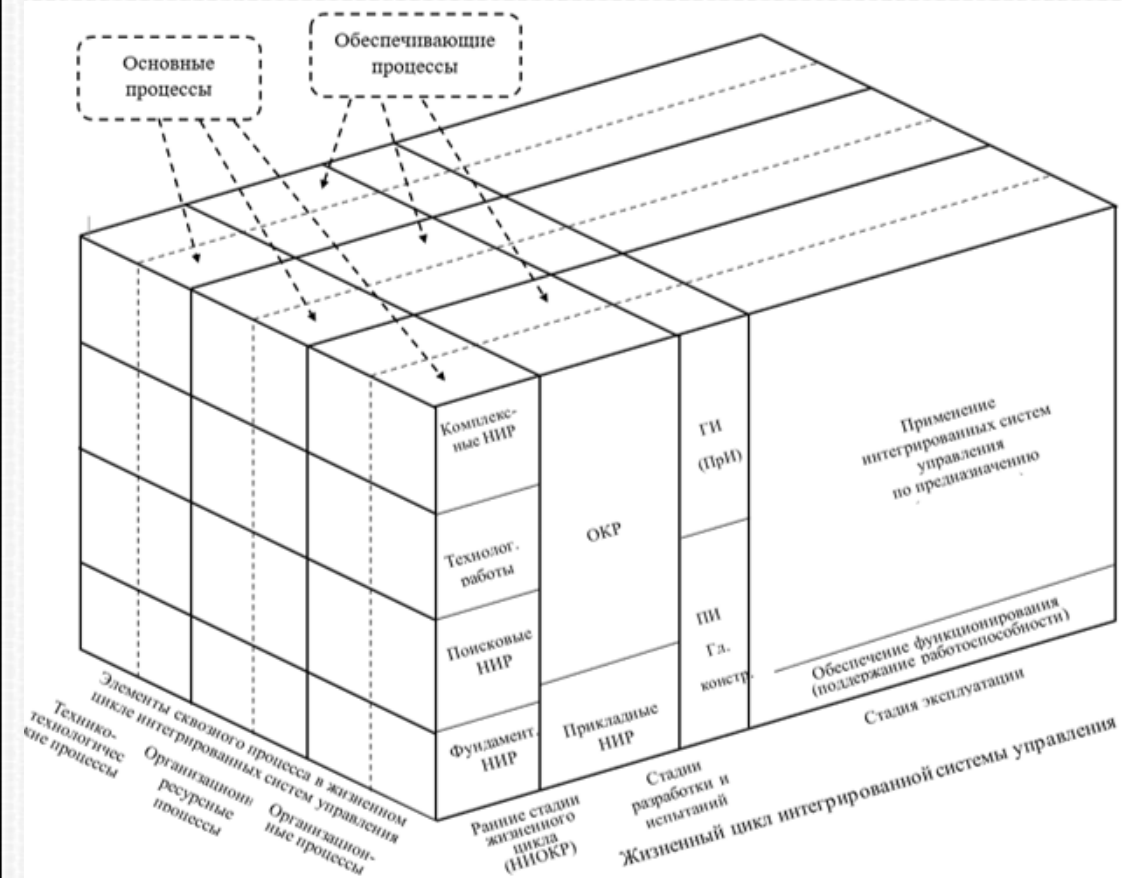 Основные
процессы
Обеспечивающие
процессы
Комплекс-
ные НИР
Технолог.
работы
Поисковые
НИР
Фундамент.
НИР
ОКР
Прикладные
НИР
ГИ
(ПрИ)
ПИ
Гл.
констр.
Применение
интегрированных систем
управления
по предназначению
Обеспечение функционирования
(поддержание работоспособности)
Стадия эксплуатации
Стадии
разработки и
испытаний
Ранние стадии
жизненного
цикла
(НИОКР)
Жизненный цикл интегрированной системы управления
Элементы сквозного процесса в жизненном
цикле интегрированных систем управления
Технико-
технологичес
кие процессы
Организационн
ресурсные
процессы
Организацион-
ные процессы